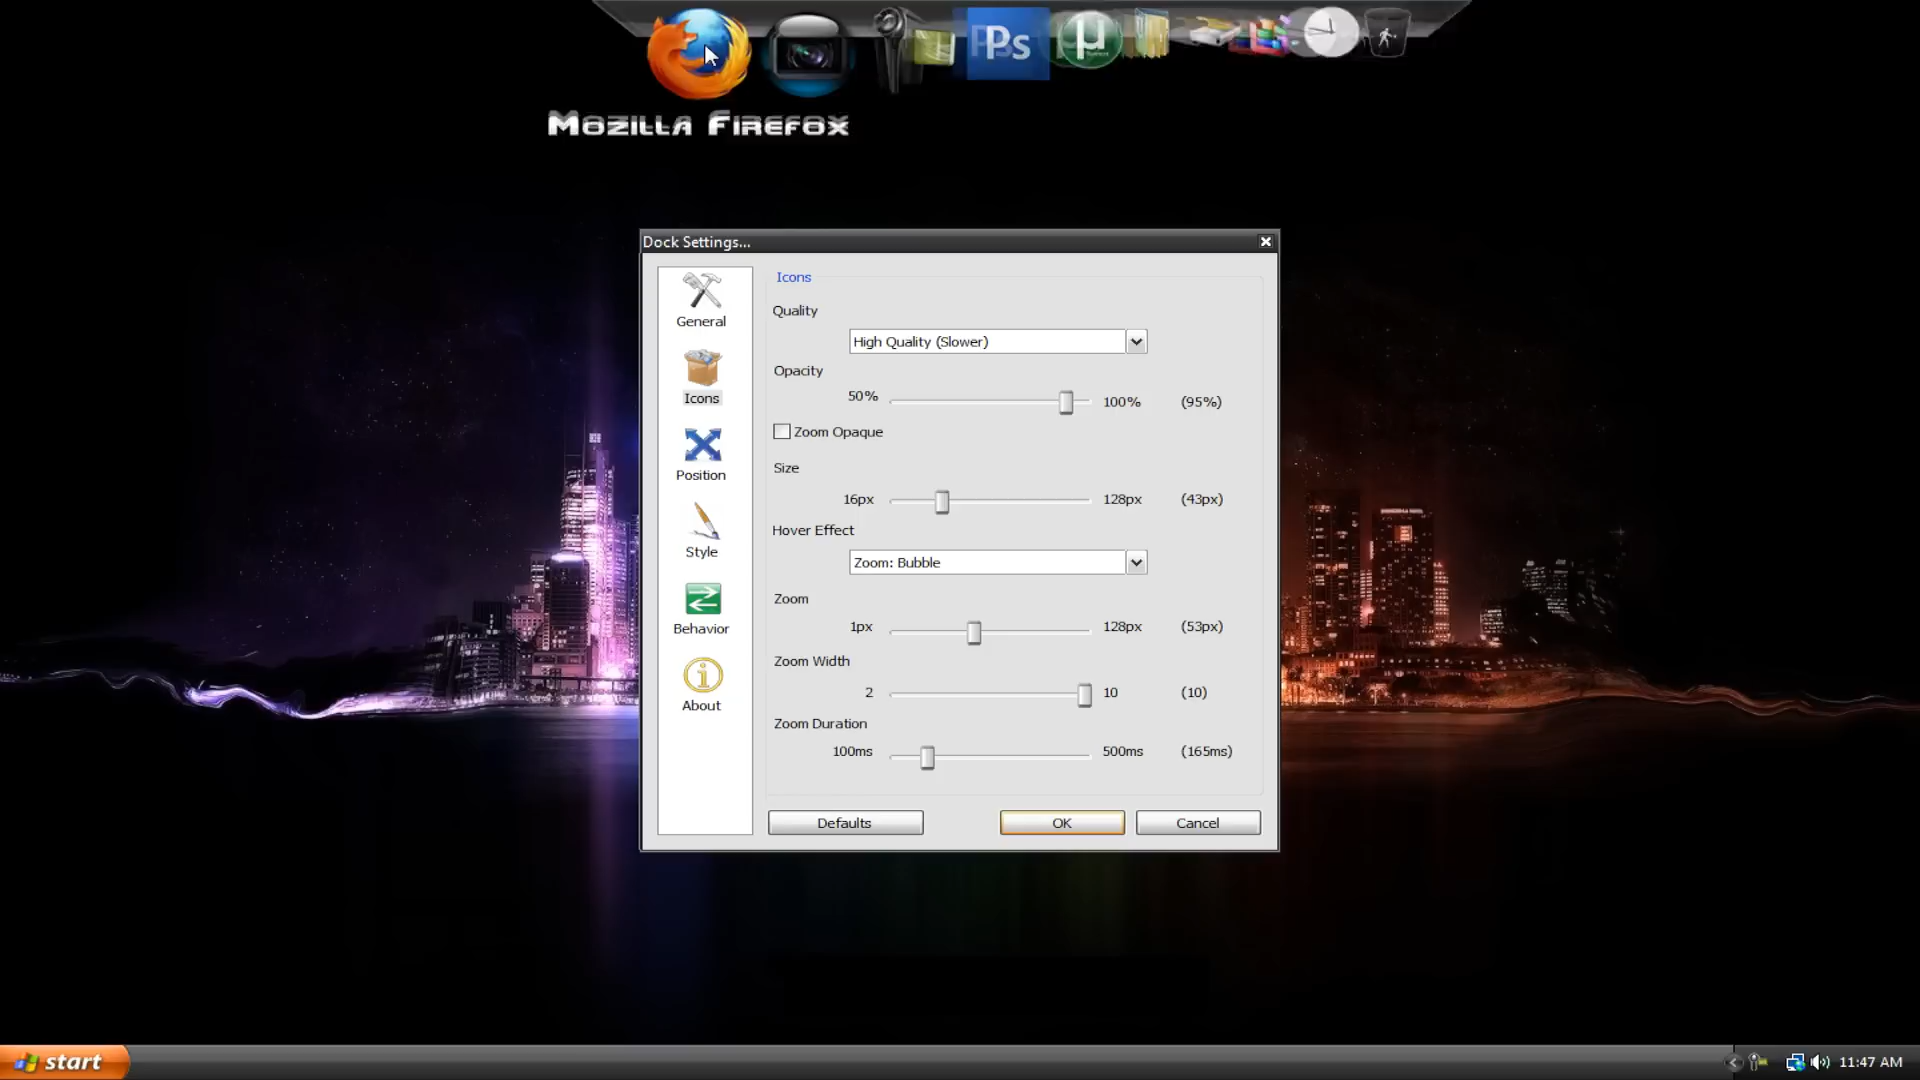 Ps
µ
Mozilla Firefox
Dock Settings...
General
Icons
Position
Style
Behavior
About
Icons
Quality
High Quality (Slower)
Opacity
50% 100% (95%)
Zoom Opaque
Size
16px 128px (43px)
Hover Effect
Zoom: Bubble
Zoom
1px 128px (53px)
Zoom Width
2 10 (10)
Zoom Duration
100ms 500ms (165ms)
Defaults OK Cancel
start 11:47 AM